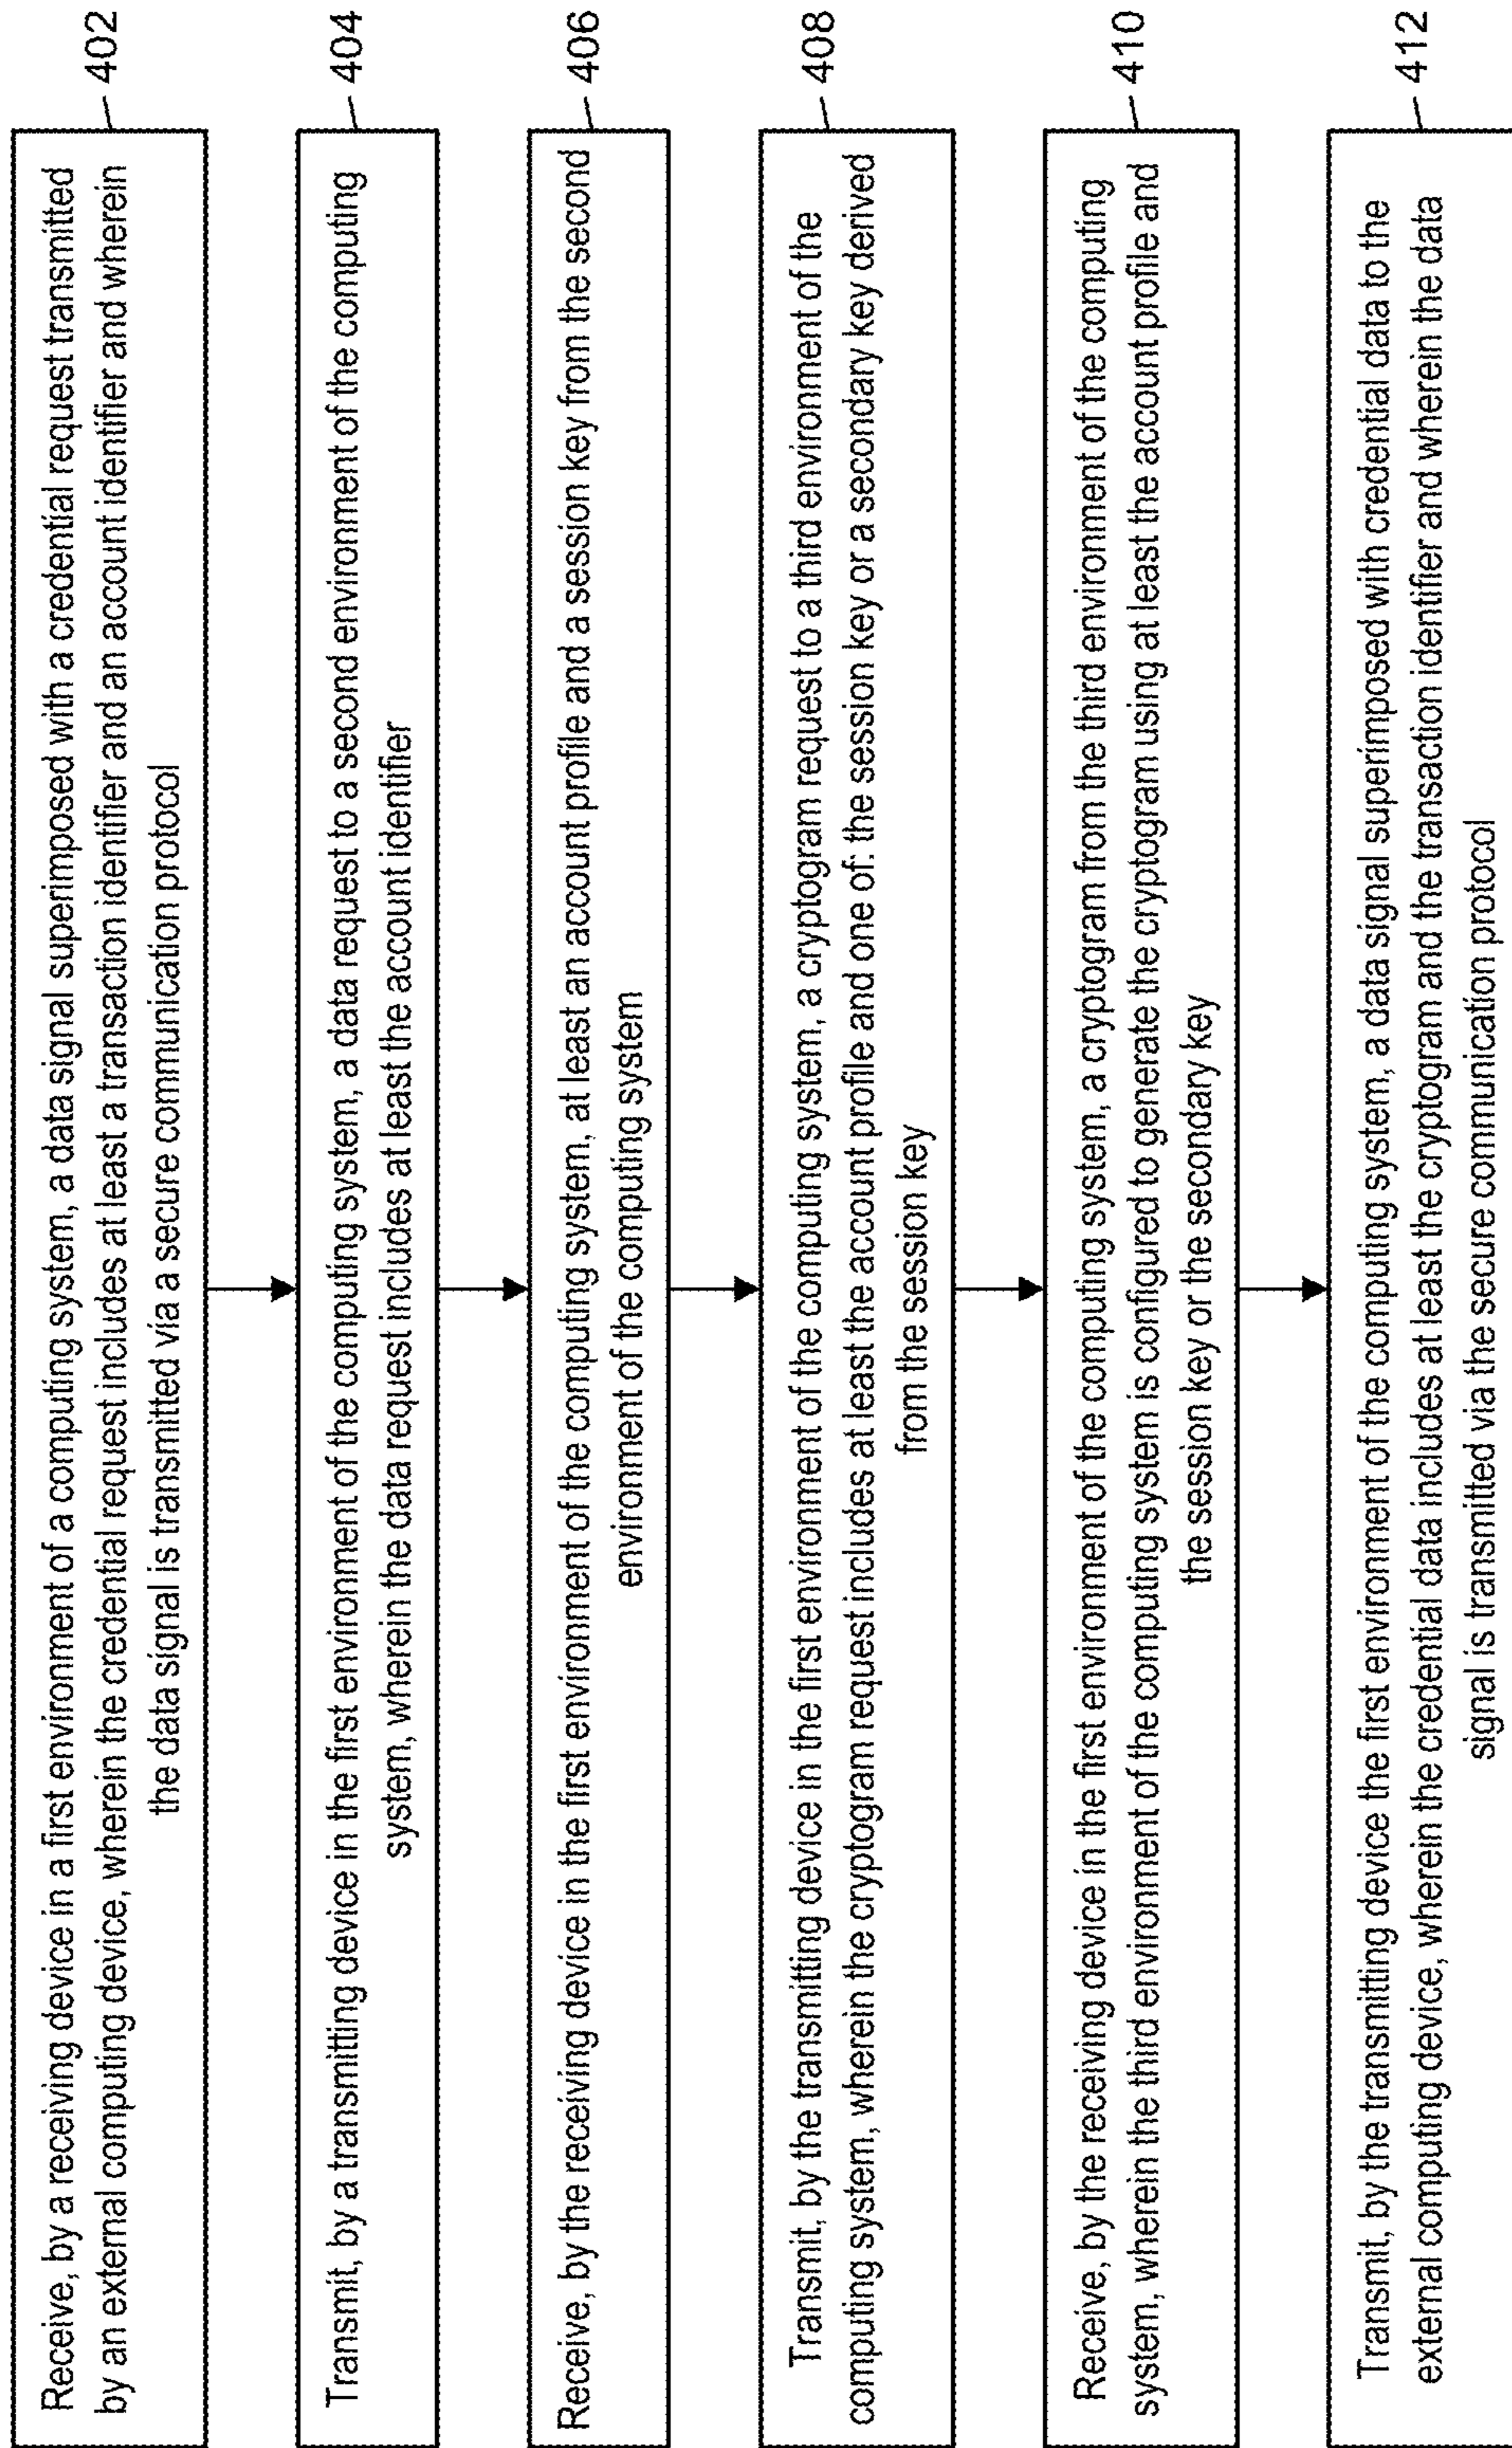 Receive, by a receiving device in a first environment of a computing system, a data signal superimposed with a credential request transmitted
by an external computing device, wherein the credential request includes at least a transaction identifier and an account identifier and wherein
the data signal is transmitted via a secure communication protocol
402
Transmit, by a transmitting device in the first environment of the computing system, a data request to a second environment of the computing
system, wherein the data request includes at least the account identifier
404
Receive, by the receiving device in the first environment of the computing system, at least an account profile and a session key from the second
environment of the computing system
406
Transmit, by the transmitting device in the first environment of the computing system, a cryptogram request to a third environment of the
computing system, wherein the cryptogram request includes at least the account profile and one of: the session key or a secondary key derived
from the session key
408
Receive, by the receiving device in the first environment of the computing system, a cryptogram from the third environment of the computing
system, wherein the third environment of the computing system is configured to generate the cryptogram using at least the account profile and
the session key or the secondary key
410
Transmit, by the transmitting device the first environment of the computing system, a data signal superimposed with credential data to the
external computing device, wherein the credential data includes at least the cryptogram and the transaction identifier and wherein the data
signal is transmitted via the secure communication protocol
412